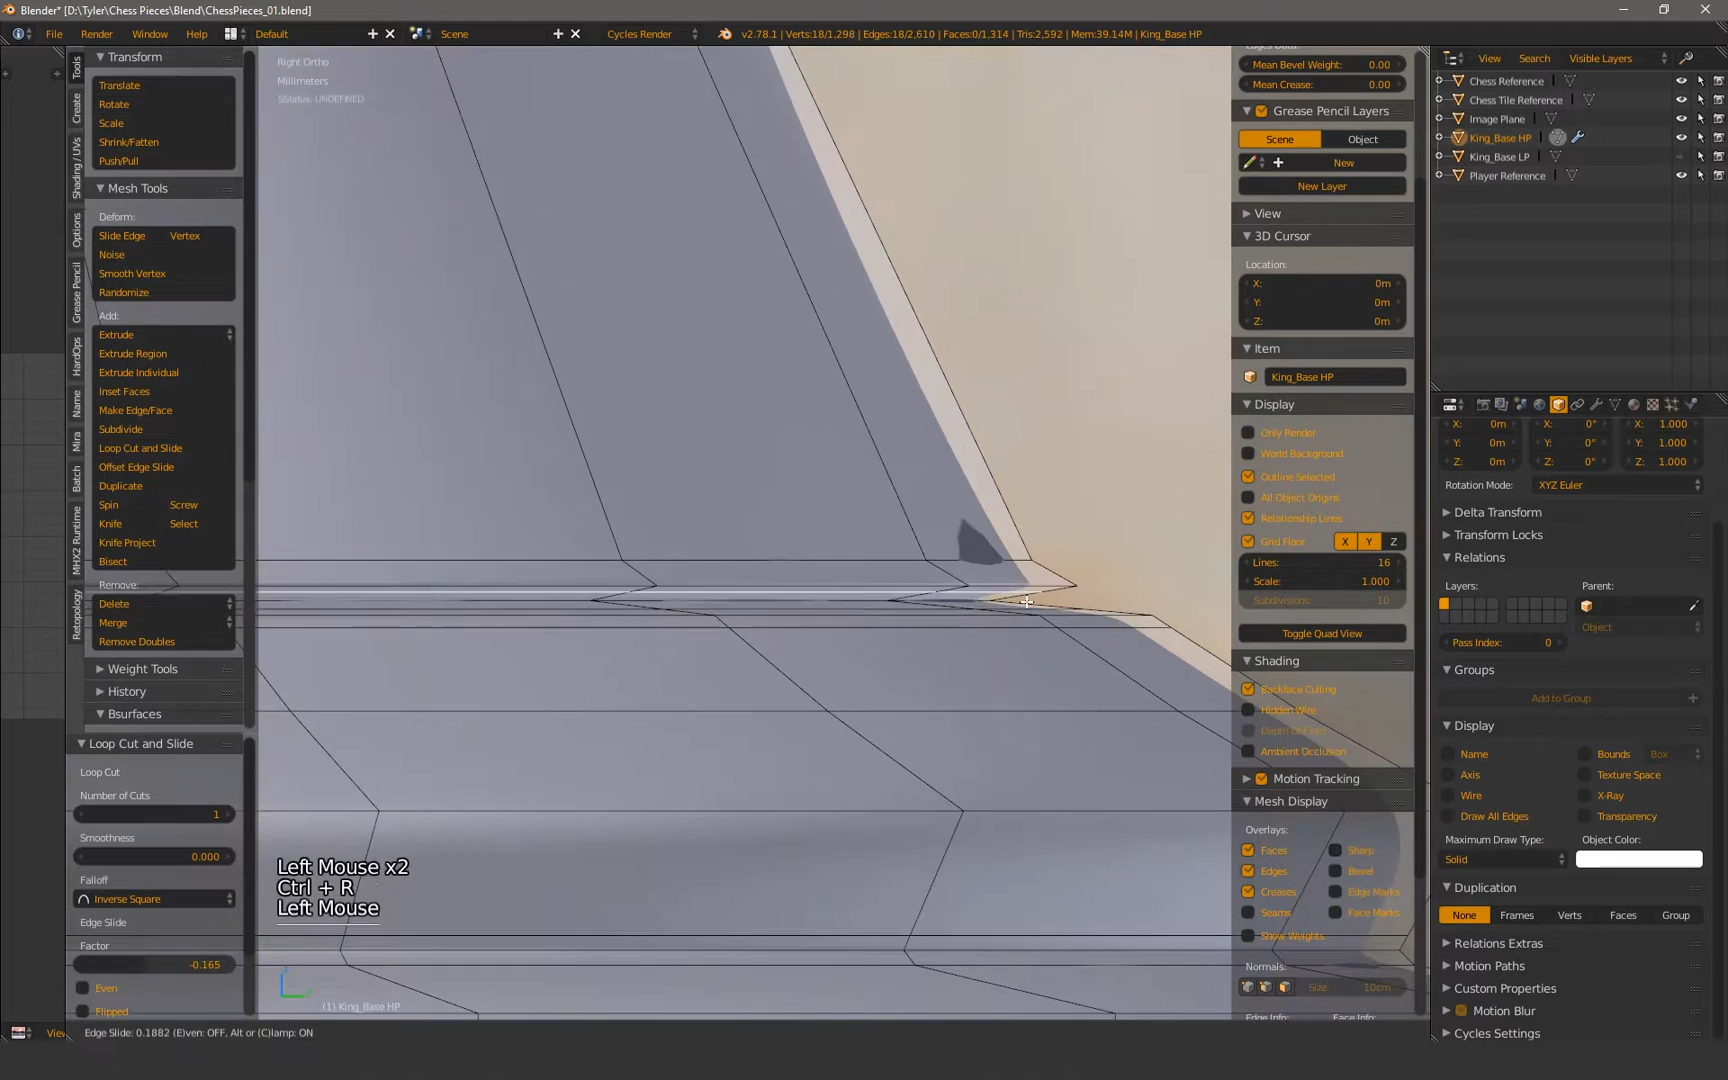 Blender* [D:\Tyler\Chess Pieces\Blend\ChessPieces_01.blend]
File Render Window Help Default Scene Cycles Render v2.78.1 | Verts:18/1,298 | Edges:18/2,610 | Faces:0/1,314 | Tris:2,592 | Mem:39.14M | King_Base HP
Tools
Create
Shading / UVs
Options
Grease Pencil
HardOps
Name
Mira
Batch
MHX2 Runtime
Retopology
Transform
Translate
Rotate
Scale
Shrink/Fatten
Push/Pull
Mesh Tools
Deform:
Slide Edge Vertex
Noise
Smooth Vertex
Randomize
Add:
Extrude
Extrude Region
Extrude Individual
Inset Faces
Make Edge/Face
Subdivide
Loop Cut and Slide
Offset Edge Slide
Duplicate
Spin Screw
Knife Select
Knife Project
Bisect
Remove:
Delete
Merge
Remove Doubles
Weight Tools
History
Bsurfaces
Loop Cut and Slide
Loop Cut
Number of Cuts
1
Smoothness
0.000
Falloff
Inverse Square
Edge Slide
Factor
-0.165
Even
Flipped
View
Right Ortho
Millimeters
SStatus: UNDEFINED
Left Mouse x2
Ctrl + R
Left Mouse
(1) King_Base HP
Edge Slide: 0.1882 (E)ven: OFF, Alt or (C)lamp: ON
Edges Data:
Mean Bevel Weight: 0.00
Mean Crease: 0.00
Grease Pencil Layers
Scene Object
New
New Layer
View
3D Cursor
Location:
X: 0m
Y: 0m
Z: 0m
Item
King_Base HP
Display
Only Render
World Background
Outline Selected
All Object Origins
Relationship Lines
Grid Floor X Y Z
Lines: 16
Scale: 1.000
Subdivisions: 10
Toggle Quad View
Shading
Backface Culling
Hidden Wire
Depth Of Field
Ambient Occlusion
Motion Tracking
Mesh Display
Overlays:
Faces Sharp
Edges Bevel
Creases Edge Marks
Seams Face Marks
Show Weights
Normals:
Size: 10cm
Edge Info: Face Info:
View Search Visible Layers
Chess Reference
Chess Tile Reference
Image Plane
King_Base HP
King_Base LP
Player Reference
X: 0m X: 0° X: 1.000
Y: 0m Y: 0° Y: 1.000
Z: 0m Z: 0° Z: 1.000
Rotation Mode: XYZ Euler
Delta Transform
Transform Locks
Relations
Layers: Parent:
Object
Pass Index: 0
Groups
Add to Group
Display
Name Bounds Box
Axis Texture Space
Wire X-Ray
Draw All Edges Transparency
Maximum Draw Type: Object Color:
Solid
Duplication
None Frames Verts Faces Group
Relations Extras
Motion Paths
Custom Properties
Motion Blur
Cycles Settings